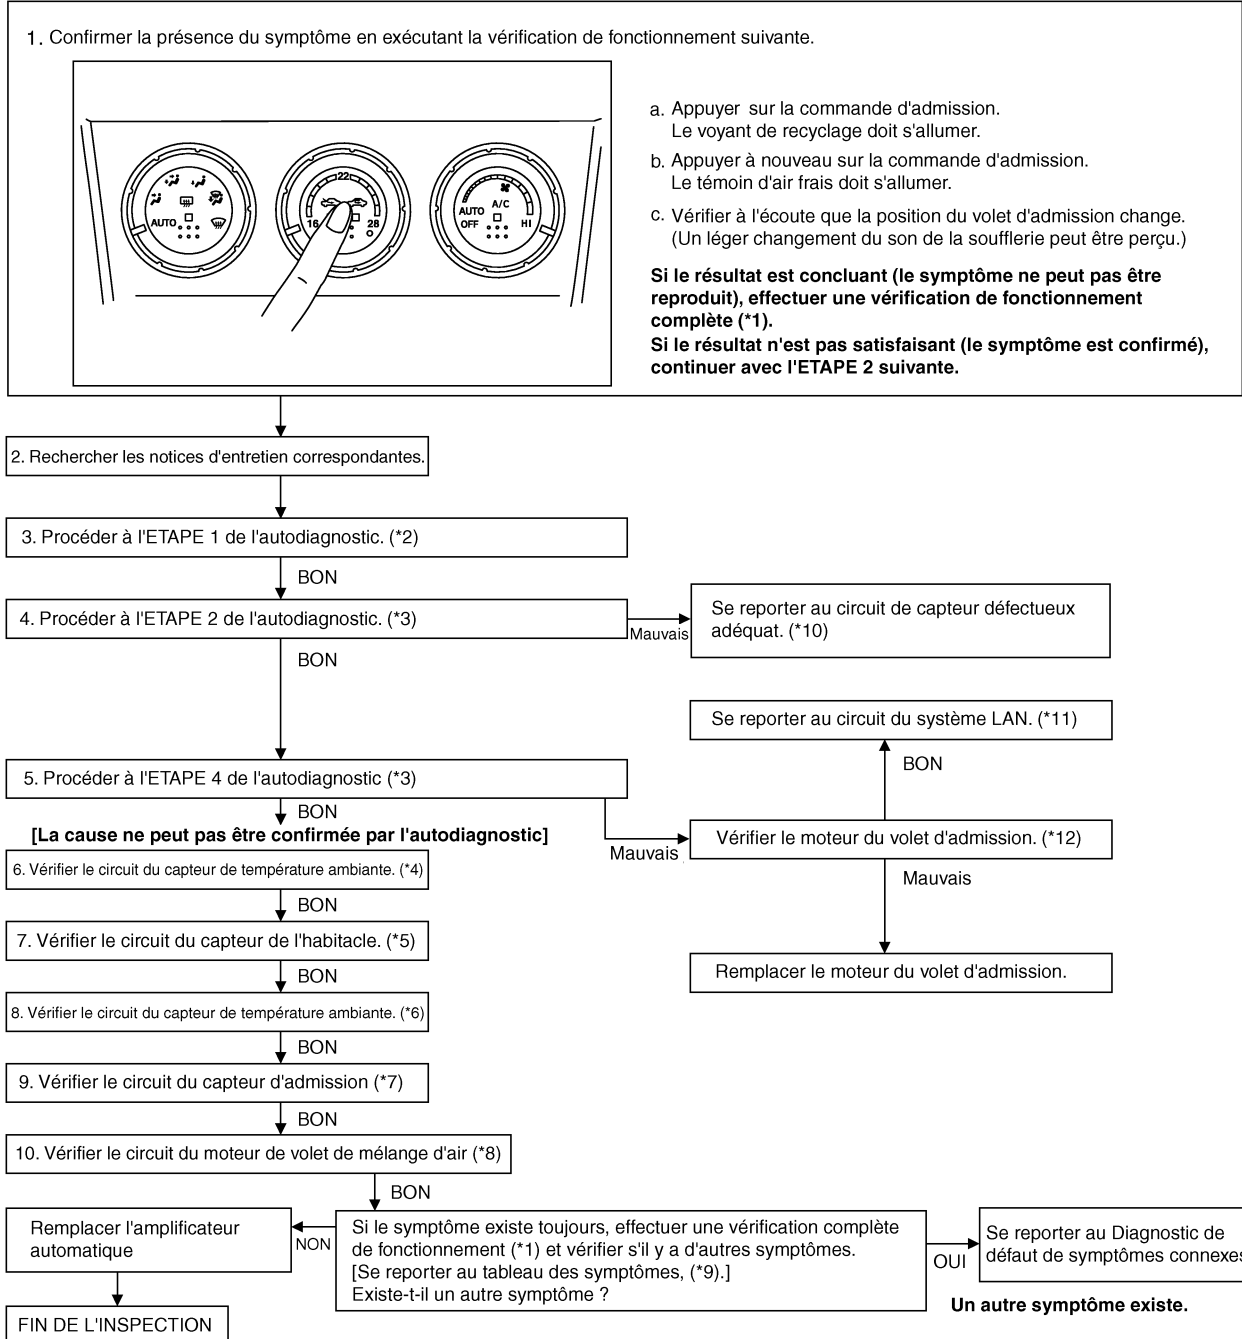 1. Confirmer la présence du symptôme en exécutant la vérification de fonctionnement suivante.
22
16
28
AUTO
AUTO
A/C
OFF
HI
a. Appuyer sur la commande d'admission.
Le voyant de recyclage doit s'allumer.
b. Appuyer à nouveau sur la commande d'admission.
Le témoin d'air frais doit s'allumer.
c. Vérifier à l'écoute que la position du volet d'admission change.
(Un léger changement du son de la soufflerie peut être perçu.)
Si le résultat est concluant (le symptôme ne peut pas être
reproduit), effectuer une vérification de fonctionnement
complète (*1).
Si le résultat n'est pas satisfaisant (le symptôme est confirmé),
continuer avec l'ETAPE 2 suivante.
2. Rechercher les notices d'entretien correspondantes.
3. Procéder à l'ETAPE 1 de l'autodiagnostic. (*2)
BON
4. Procéder à l'ETAPE 2 de l'autodiagnostic. (*3)
Mauvais
Se reporter au circuit de capteur défectueux
adéquat. (*10)
BON
Se reporter au circuit du système LAN. (*11)
BON
5. Procéder à l'ETAPE 4 de l'autodiagnostic (*3)
BON
[La cause ne peut pas être confirmée par l'autodiagnostic]
Mauvais
Vérifier le moteur du volet d'admission. (*12)
Mauvais
Remplacer le moteur du volet d'admission.
6. Vérifier le circuit du capteur de température ambiante. (*4)
BON
7. Vérifier le circuit du capteur de l'habitacle. (*5)
BON
8. Vérifier le circuit du capteur de température ambiante. (*6)
BON
9. Vérifier le circuit du capteur d'admission (*7)
BON
10. Vérifier le circuit du moteur de volet de mélange d'air (*8)
BON
Remplacer l'amplificateur
automatique
NON
Si le symptôme existe toujours, effectuer une vérification complète
de fonctionnement (*1) et vérifier s'il y a d'autres symptômes.
[Se reporter au tableau des symptômes, (*9).]
Existe-t-il un autre symptôme ?
OUI
Se reporter au Diagnostic de
défaut de symptômes connexes
Un autre symptôme existe.
FIN DE L'INSPECTION